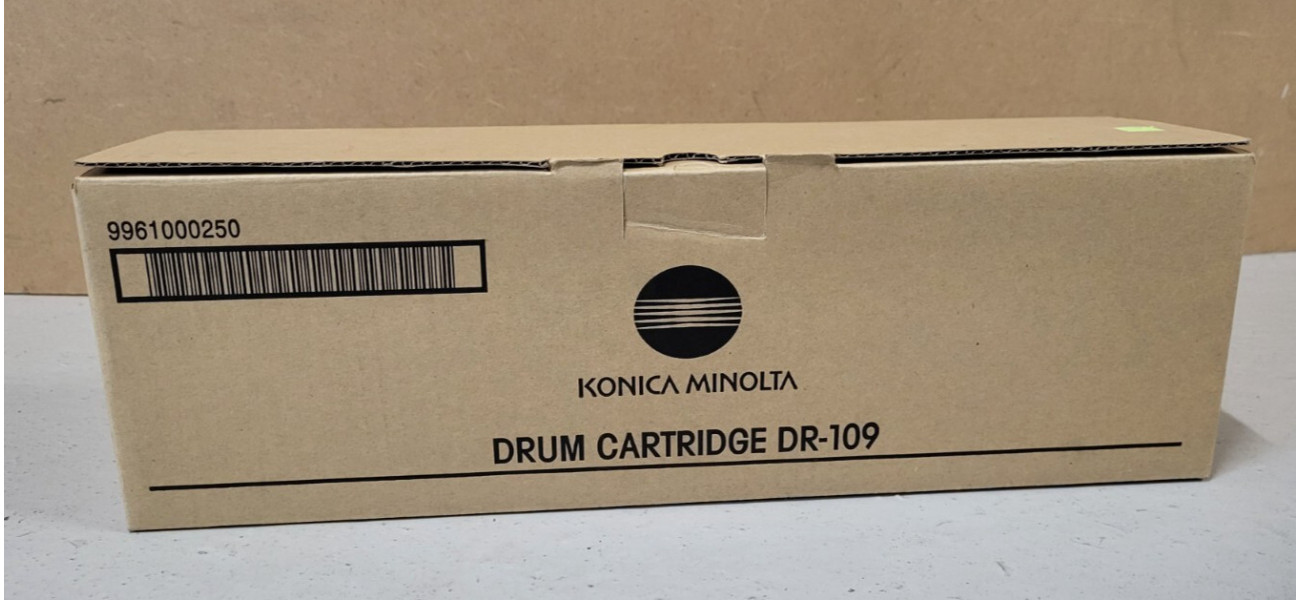 9961000250
KONICA MINOLTA
DRUM CARTRIDGE DR-109